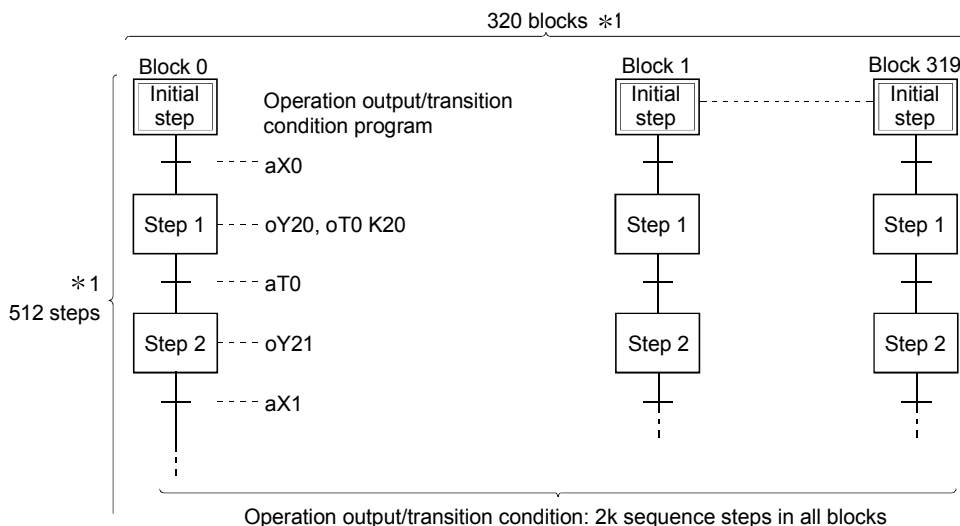 320 blocks *1
Block 0
Block 1
Block 319
Initial
step
Operation output/transition
condition program
Initial
step
Initial
step
aX0
Step 1
oY20, oT0 K20
Step 1
Step 1
*1
512 steps
aT0
Step 2
oY21
Step 2
Step 2
aX1
Operation output/transition condition: 2k sequence steps in all blocks